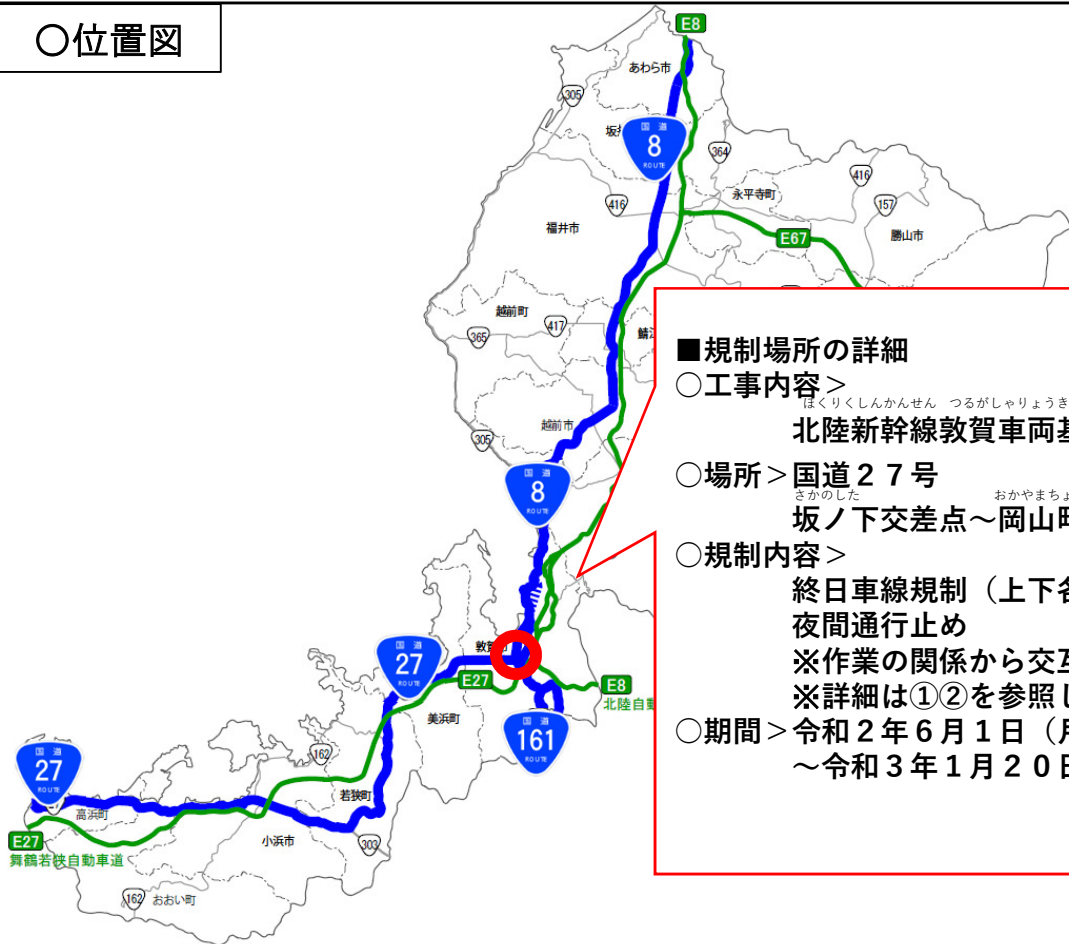 ○位置図
E8
あわら市
305
国道
8
ROUTE
坂
364
416
永平寺町
416
157
福井市
勝山市
E67
越前町
417
365
鯖江
越前市
305
国道
8
ROUTE
■規制場所の詳細
○工事内容>
ほくりくしんかんせん つるがしゃりょうき
北陸新幹線敦賀車両基
○場所>国道27号
さかのした おかやまちょ
坂ノ下交差点~岡山町
○規制内容>
終日車線規制(上下各
夜間通行止め
※作業の関係から交互
※詳細は①②を参照し
○期間>令和2年6月1日(月
~令和3年1月20日
国道
27
ROUTE
敦賀
E27
E8
北陸自動
美浜町
国道
161
ROUTE
162
国道
27
ROUTE
若狭町
高浜町
小浜市
303
E27
舞鶴若狭自動車道
162
おおい町